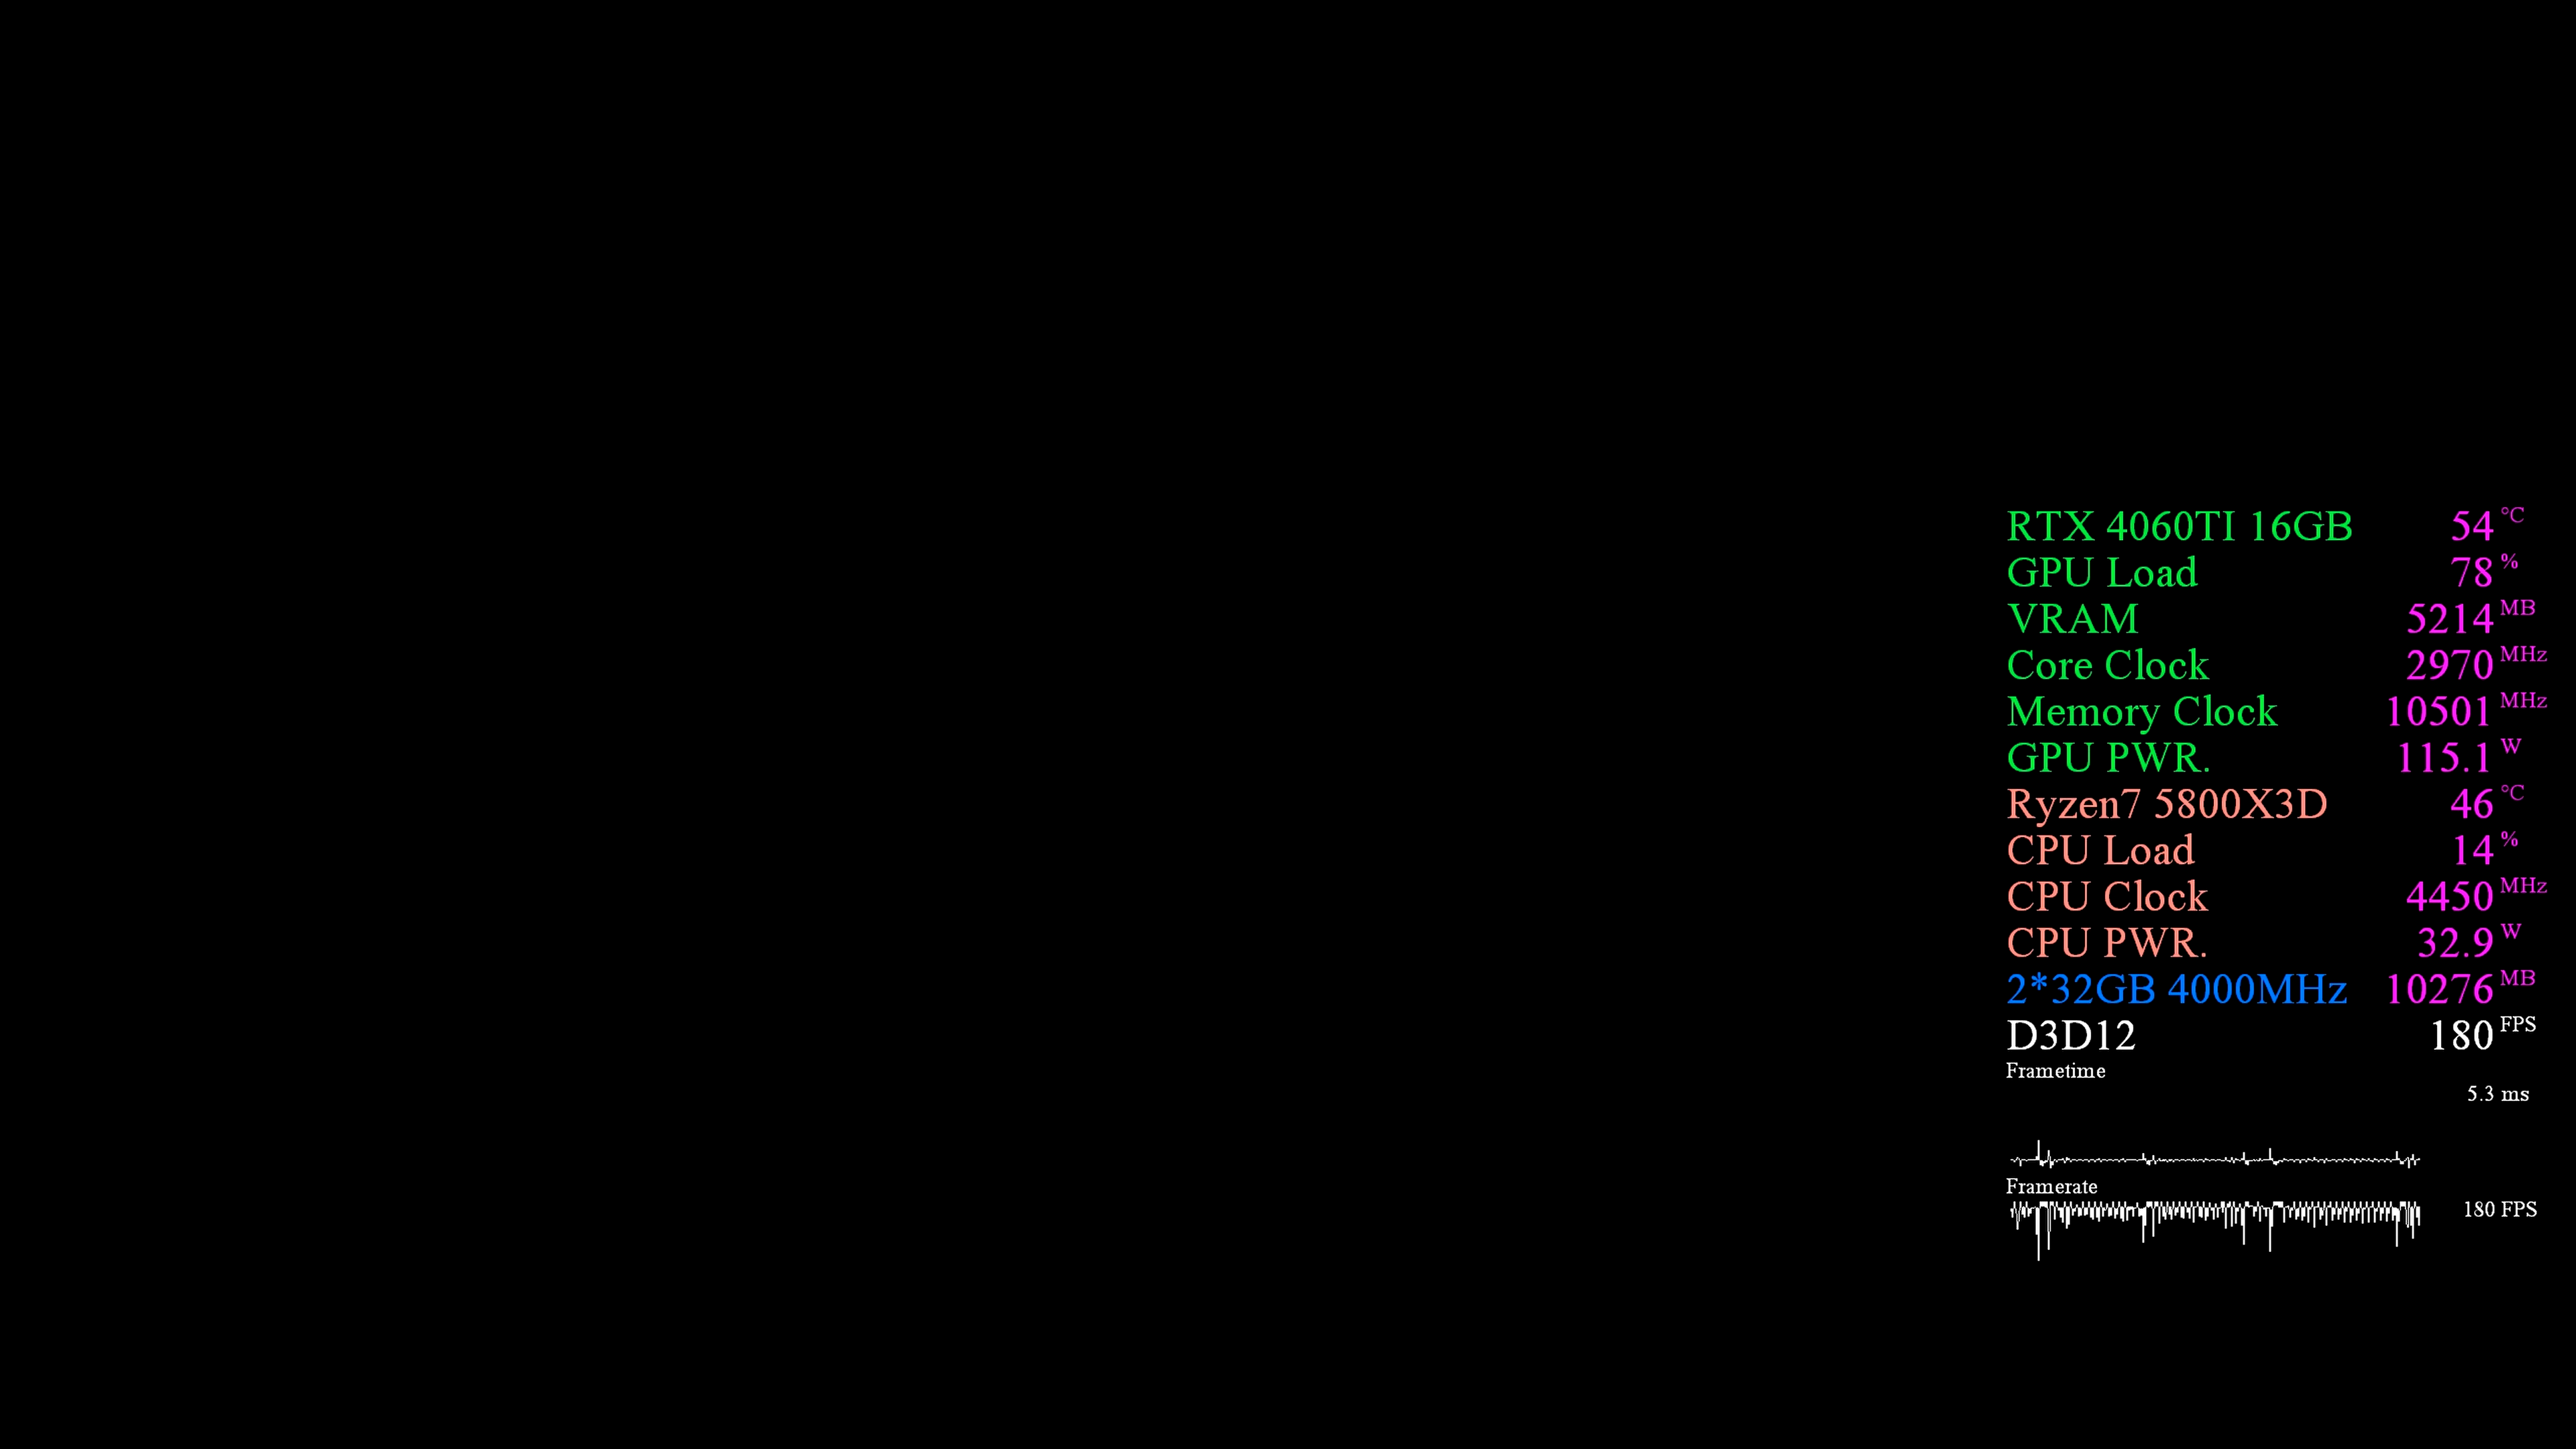 RTX 4060TI 16GB 54 °C
GPU Load 78 %
VRAM 5214 MB
Core Clock 2970 MHz
Memory Clock 10501 MHz
GPU PWR. 115.1 W
Ryzen7 5800X3D 46 °C
CPU Load 14 %
CPU Clock 4450 MHz
CPU PWR. 32.9 W
2*32GB 4000MHz 10276 MB
D3D12 180 FPS
Frametime
5.3 ms
Framerate
180 FPS